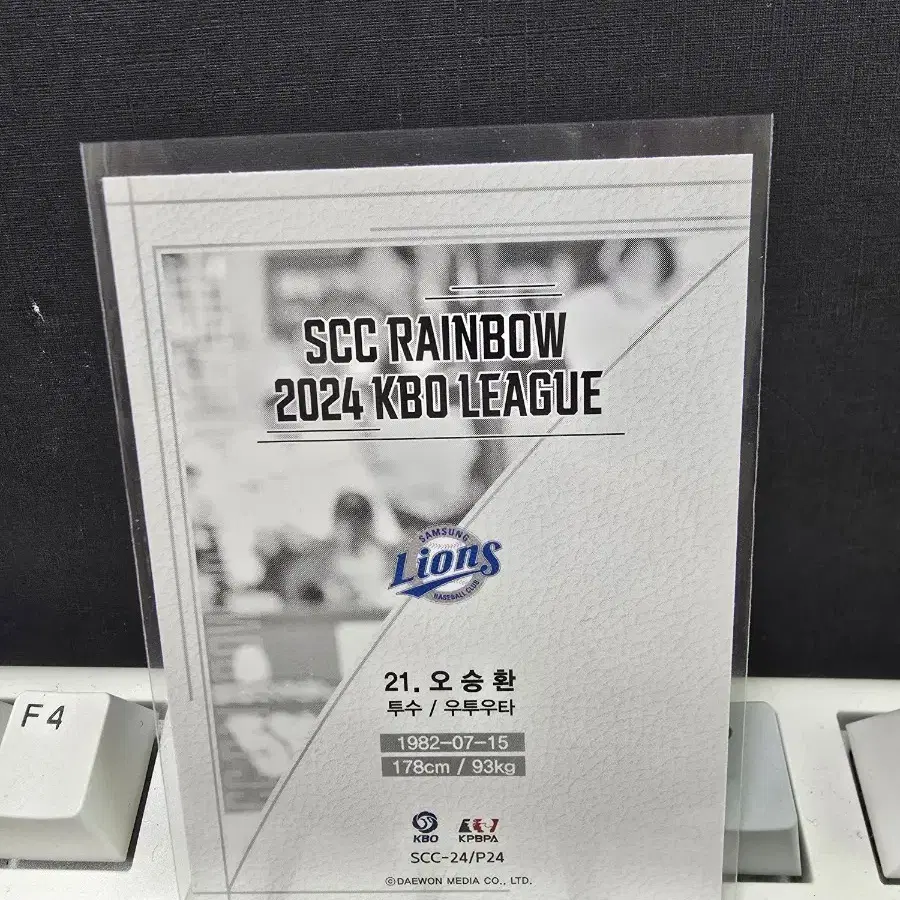 SCC RAINBOW
2024 KBO LEAGUE
SAMSUNG
Lions
BASEBALL CLUB
21. 오승환
투수 / 우투우타
1982-07-15
178cm / 93kg
KBO
KPBPA
SCC-24/P24
©DAEWON MEDIA CO., LTD.
F4